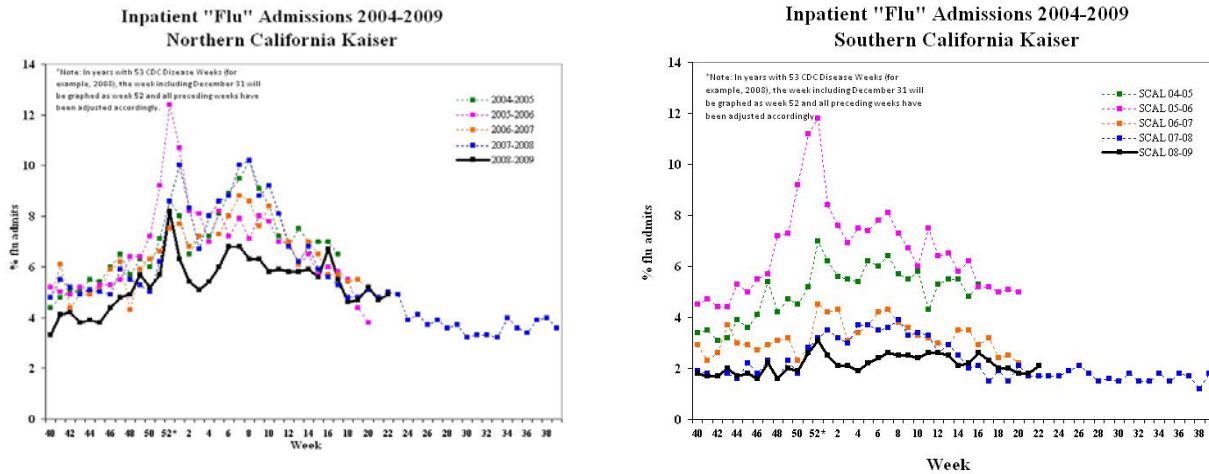 Inpatient "Flu" Admissions 2004-2009
Northern California Kaiser
14
12
10
8
6
4
2
0
% flu admits
*Note: In years with 53 CDC Disease Weeks (for
example, 2008), the week including December 31 will
be graphed as week 52 and all preceding weeks have
been adjusted accordingly.
2004-2005
2005-2006
2006-2007
2007-2008
2008-2009
40 42 44 46 48 50 52* 2 4 6 8 10 12 14 16 18 20 22 24 26 28 30 32 34 36 38
Week
Inpatient "Flu" Admissions 2004-2009
Southern California Kaiser
14
12
10
8
6
4
2
0
% flu admits
*Note: In years with 53 CDC Disease Weeks (for
example, 2008), the week including December 31 will
be graphed as week 52 and all preceding weeks have
been adjusted accordingly
SCAL 04-05
SCAL 05-06
SCAL 06-07
SCAL 07-08
SCAL 08-09
40 42 44 46 48 50 52* 2 4 6 8 10 12 14 16 18 20 22 24 26 28 30 32 34 36 38
Week